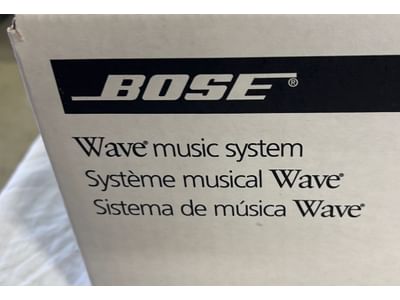 BOSE®
Wave® music system
Système musical Wave®
Sistema de música Wave®